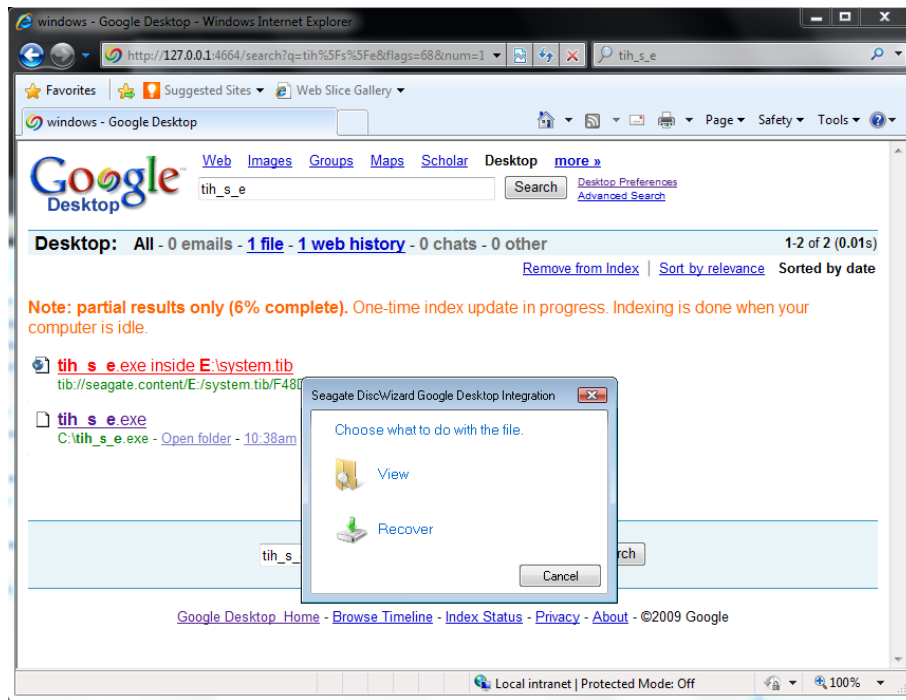 windows - Google Desktop - Windows Internet Explorer
http://127.0.0.1:4664/search?q=tih%5Fs%5Fe&flags=68&num=1
tih_s_e
Favorites Suggested Sites Web Slice Gallery
windows - Google Desktop
Page Safety Tools
Google Desktop
Web Images Groups Maps Scholar Desktop more »
tih_s_e Search Desktop Preferences
Advanced Search
Desktop: All - 0 emails - 1 file - 1 web history - 0 chats - 0 other 1-2 of 2 (0.01s)
Remove from Index | Sort by relevance Sorted by date
Note: partial results only (6% complete). One-time index update in progress. Indexing is done when your
computer is idle.
tih_s_e.exe inside E:\system.tib
tib://seagate.content/E:/system.tib/F48
tih_s_e.exe
C:\tih_s_e.exe - Open folder - 10:38am
Seagate DiscWizard Google Desktop Integration
Choose what to do with the file.
View
Recover
Cancel
tih_s_ rch
Google Desktop Home - Browse Timeline - Index Status - Privacy - About - ©2009 Google
Local intranet | Protected Mode: Off 100%